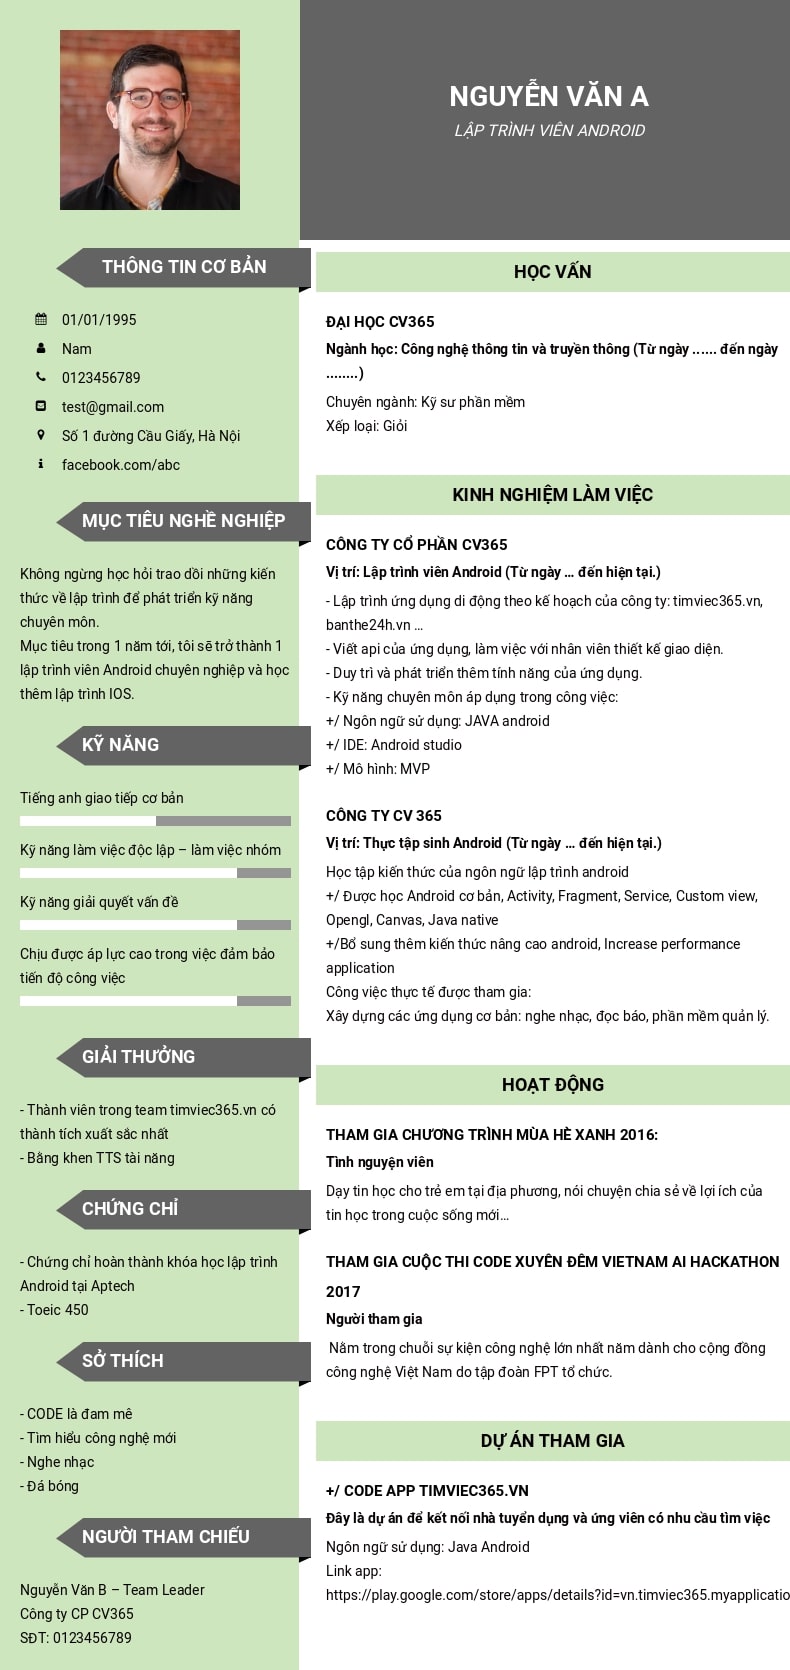 NGUYỄN VĂN A
LẬP TRÌNH VIÊN ANDROID
THÔNG TIN CƠ BẢN
01/01/1995
Nam
0123456789
test@gmail.com
Số 1 đường Cầu Giấy, Hà Nội
facebook.com/abc
MỤC TIÊU NGHỀ NGHIỆP
Không ngừng học hỏi trao dồi những kiến
thức về lập trình để phát triển kỹ năng
chuyên môn.
Mục tiêu trong 1 năm tới, tôi sẽ trở thành 1
lập trình viên Android chuyên nghiệp và học
thêm lập trình IOS.
KỸ NĂNG
Tiếng anh giao tiếp cơ bản
Kỹ năng làm việc độc lập – làm việc nhóm
Kỹ năng giải quyết vấn đề
Chịu được áp lực cao trong việc đảm bảo
tiến độ công việc
GIẢI THƯỞNG
- Thành viên trong team timviec365.vn có
thành tích xuất sắc nhất
- Bằng khen TTS tài năng
CHỨNG CHỈ
- Chứng chỉ hoàn thành khóa học lập trình
Android tại Aptech
- Toeic 450
SỞ THÍCH
- CODE là đam mê
- Tìm hiểu công nghệ mới
- Nghe nhạc
- Đá bóng
NGƯỜI THAM CHIẾU
Nguyễn Văn B – Team Leader
Công ty CP CV365
SĐT: 0123456789
HỌC VẤN
ĐẠI HỌC CV365
Ngành học: Công nghệ thông tin và truyền thông (Từ ngày ...... đến ngày
........)
Chuyên ngành: Kỹ sư phần mềm
Xếp loại: Giỏi
KINH NGHIỆM LÀM VIỆC
CÔNG TY CỔ PHẦN CV365
Vị trí: Lập trình viên Android (Từ ngày … đến hiện tại.)
- Lập trình ứng dụng di động theo kế hoạch của công ty: timviec365.vn,
banthe24h.vn …
- Viết api của ứng dụng, làm việc với nhân viên thiết kế giao diện.
- Duy trì và phát triển thêm tính năng của ứng dụng.
- Kỹ năng chuyên môn áp dụng trong công việc:
+/ Ngôn ngữ sử dụng: JAVA android
+/ IDE: Android studio
+/ Mô hình: MVP
CÔNG TY CV 365
Vị trí: Thực tập sinh Android (Từ ngày … đến hiện tại.)
Học tập kiến thức của ngôn ngữ lập trình android
+/ Được học Android cơ bản, Activity, Fragment, Service, Custom view,
Opengl, Canvas, Java native
+/Bổ sung thêm kiến thức nâng cao android, Increase performance
application
Công việc thực tế được tham gia:
Xây dựng các ứng dụng cơ bản: nghe nhạc, đọc báo, phần mềm quản lý.
HOẠT ĐỘNG
THAM GIA CHƯƠNG TRÌNH MÙA HÈ XANH 2016:
Tình nguyện viên
Dạy tin học cho trẻ em tại địa phương, nói chuyện chia sẻ về lợi ích của
tin học trong cuộc sống mới…
THAM GIA CUỘC THI CODE XUYÊN ĐÊM VIETNAM AI HACKATHON
2017
Người tham gia
Nằm trong chuỗi sự kiện công nghệ lớn nhất năm dành cho cộng đồng
công nghệ Việt Nam do tập đoàn FPT tổ chức.
DỰ ÁN THAM GIA
+/ CODE APP TIMVIEC365.VN
Đây là dự án để kết nối nhà tuyển dụng và ứng viên có nhu cầu tìm việc
Ngôn ngữ sử dụng: Java Android
Link app:
https://play.google.com/store/apps/details?id=vn.timviec365.myapplicatio